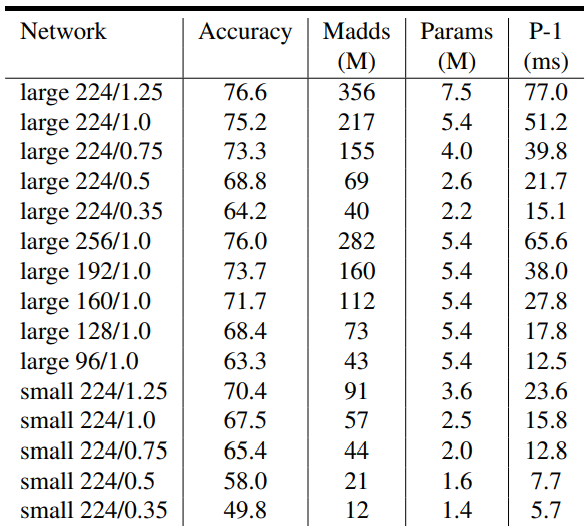 Network Accuracy Madds Params P-1
(M) (M) (ms)
large 224/1.25 76.6 356 7.5 77.0
large 224/1.0 75.2 217 5.4 51.2
large 224/0.75 73.3 155 4.0 39.8
large 224/0.5 68.8 69 2.6 21.7
large 224/0.35 64.2 40 2.2 15.1
large 256/1.0 76.0 282 5.4 65.6
large 192/1.0 73.7 160 5.4 38.0
large 160/1.0 71.7 112 5.4 27.8
large 128/1.0 68.4 73 5.4 17.8
large 96/1.0 63.3 43 5.4 12.5
small 224/1.25 70.4 91 3.6 23.6
small 224/1.0 67.5 57 2.5 15.8
small 224/0.75 65.4 44 2.0 12.8
small 224/0.5 58.0 21 1.6 7.7
small 224/0.35 49.8 12 1.4 5.7